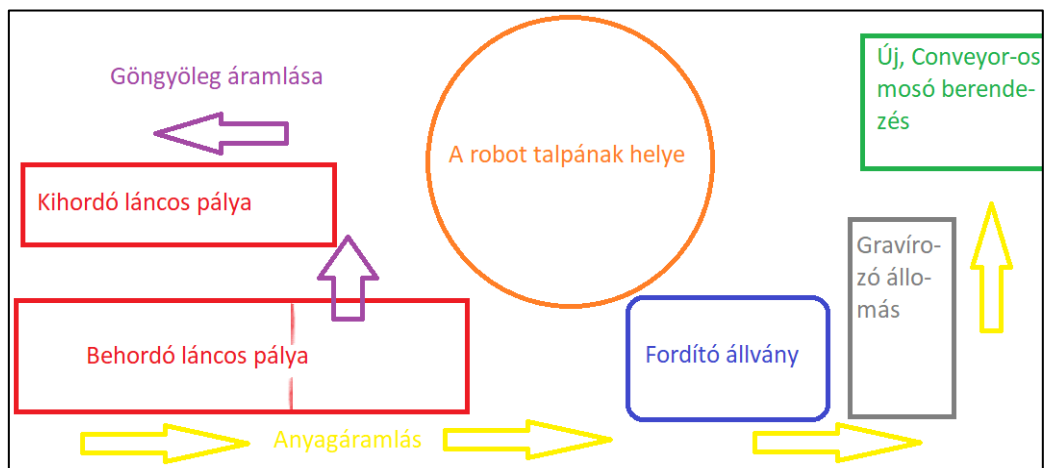 Göngyöleg áramlása
Új, Conveyor-os
mosó berende-
zés
A robot talpának helye
Kihordó láncos pálya
Gravíro-
zó állo-
más
Behordó láncos pálya
Fordító állvány
Anyagáramlás